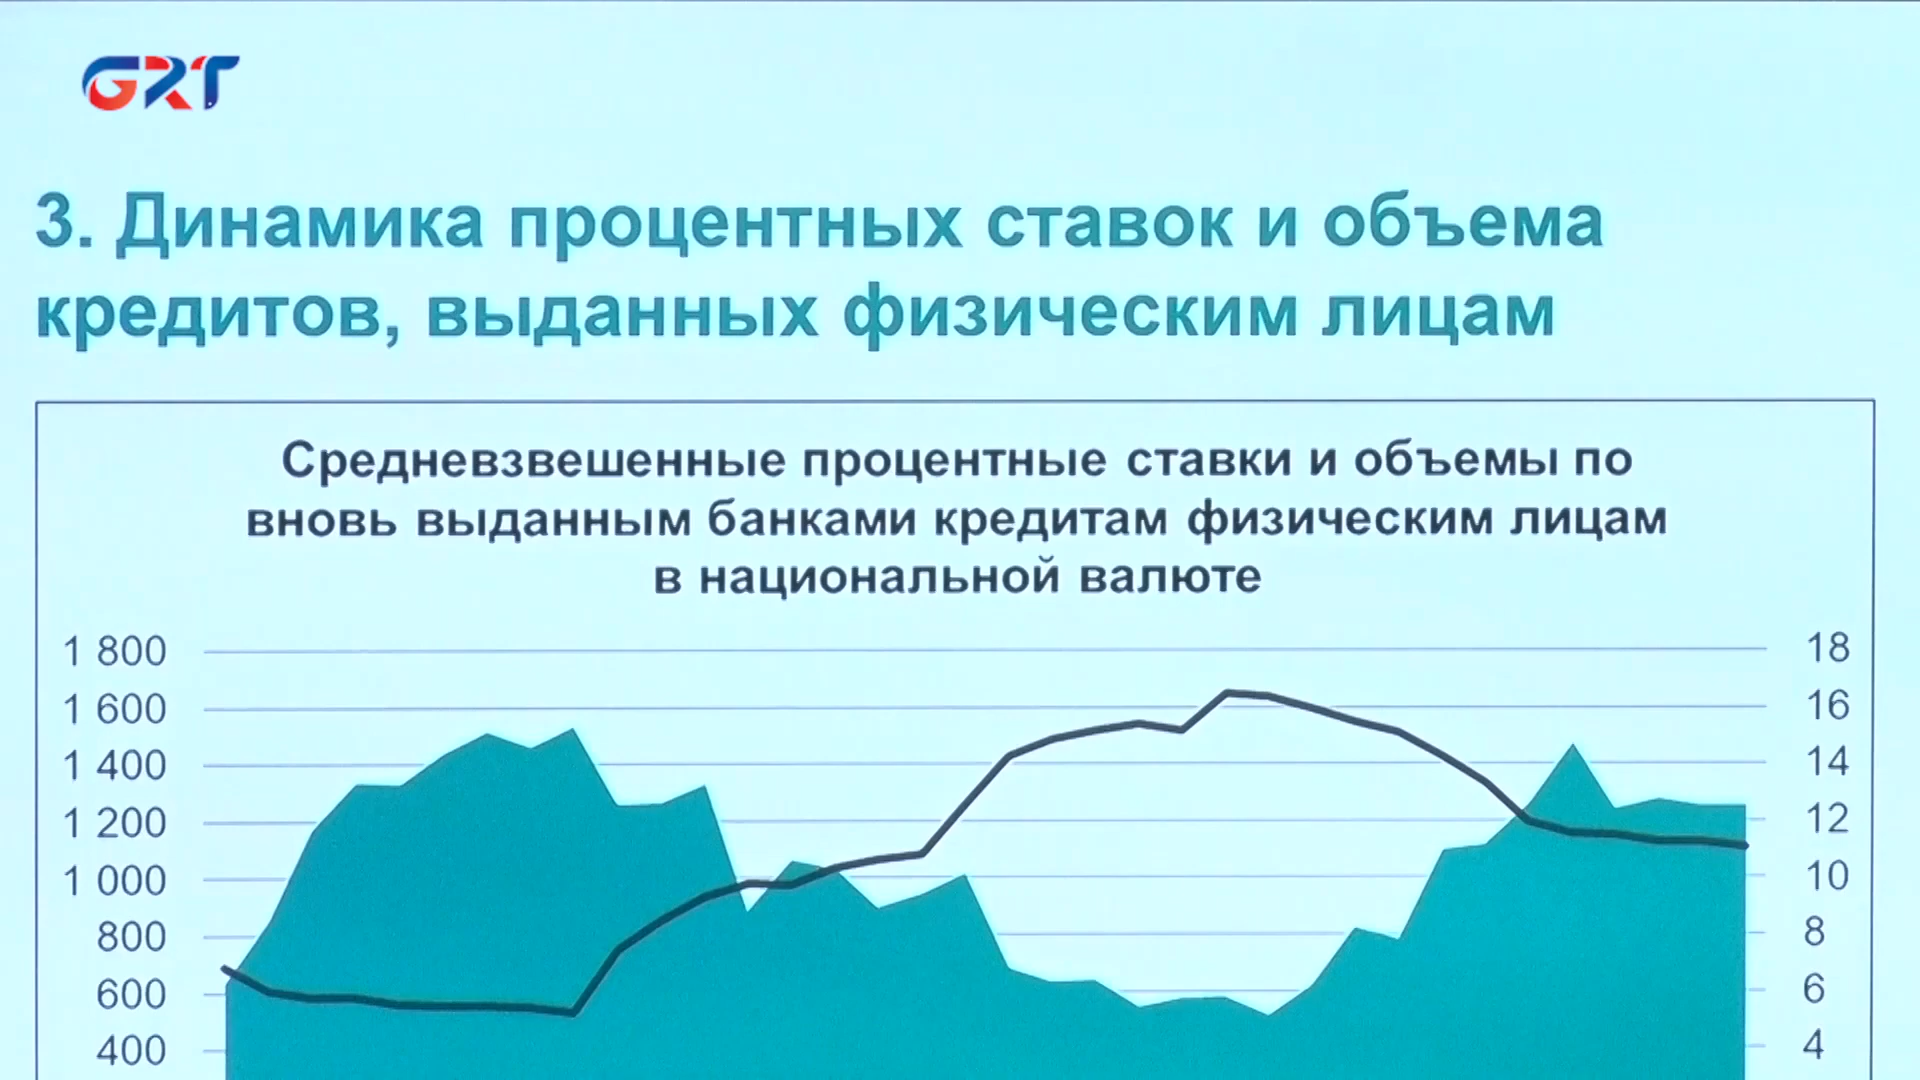 GRT
3. Динамика процентных ставок и объема
кредитов, выданных физическим лицам
Средневзвешенные процентные ставки и объемы по
вновь выданным банками кредитам физическим лицам
в национальной валюте
1 800
1 600
1 400
1 200
1 000
800
600
400
18
16
14
12
10
8
6
4